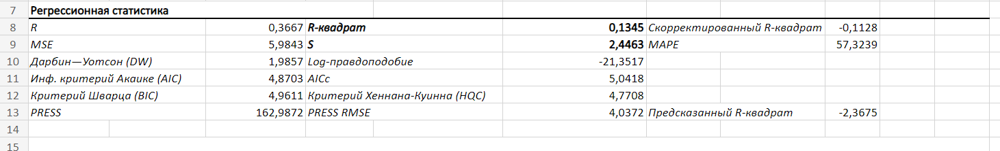 7 Регрессионная статистика
8 R 0,3667 R-квадрат 0,1345 Скорректированный R-квадрат -0,1128
9 MSE 5,9843 S 2,4463 MAPE 57,3239
10 Дарбин—Уотсон (DW) 1,9857 Log-правдоподобие -21,3517
11 Инф. критерий Акаике (AIC) 4,8703 AICc 5,0418
12 Критерий Шварца (BIC) 4,9611 Критерий Хеннана-Куинна (HQC) 4,7708
13 PRESS 162,9872 PRESS RMSE 4,0372 Предсказанный R-квадрат -2,3675
14
15